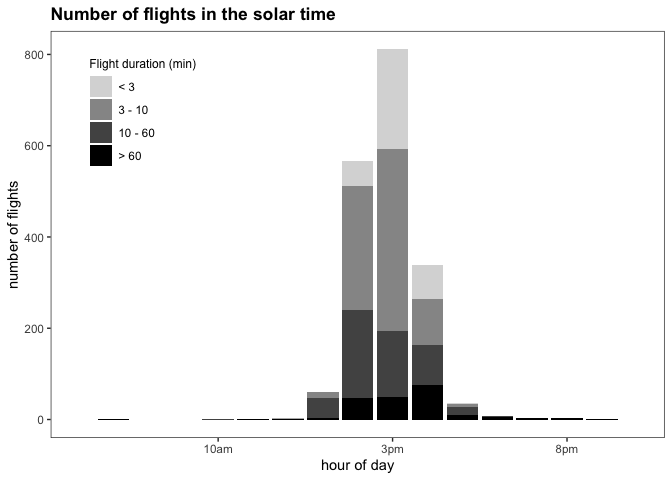 Number of flights in the solar time
Flight duration (min)
< 3
3 - 10
10 - 60
> 60
800
600
400
200
0
number of flights
10am
3pm
8pm
hour of day